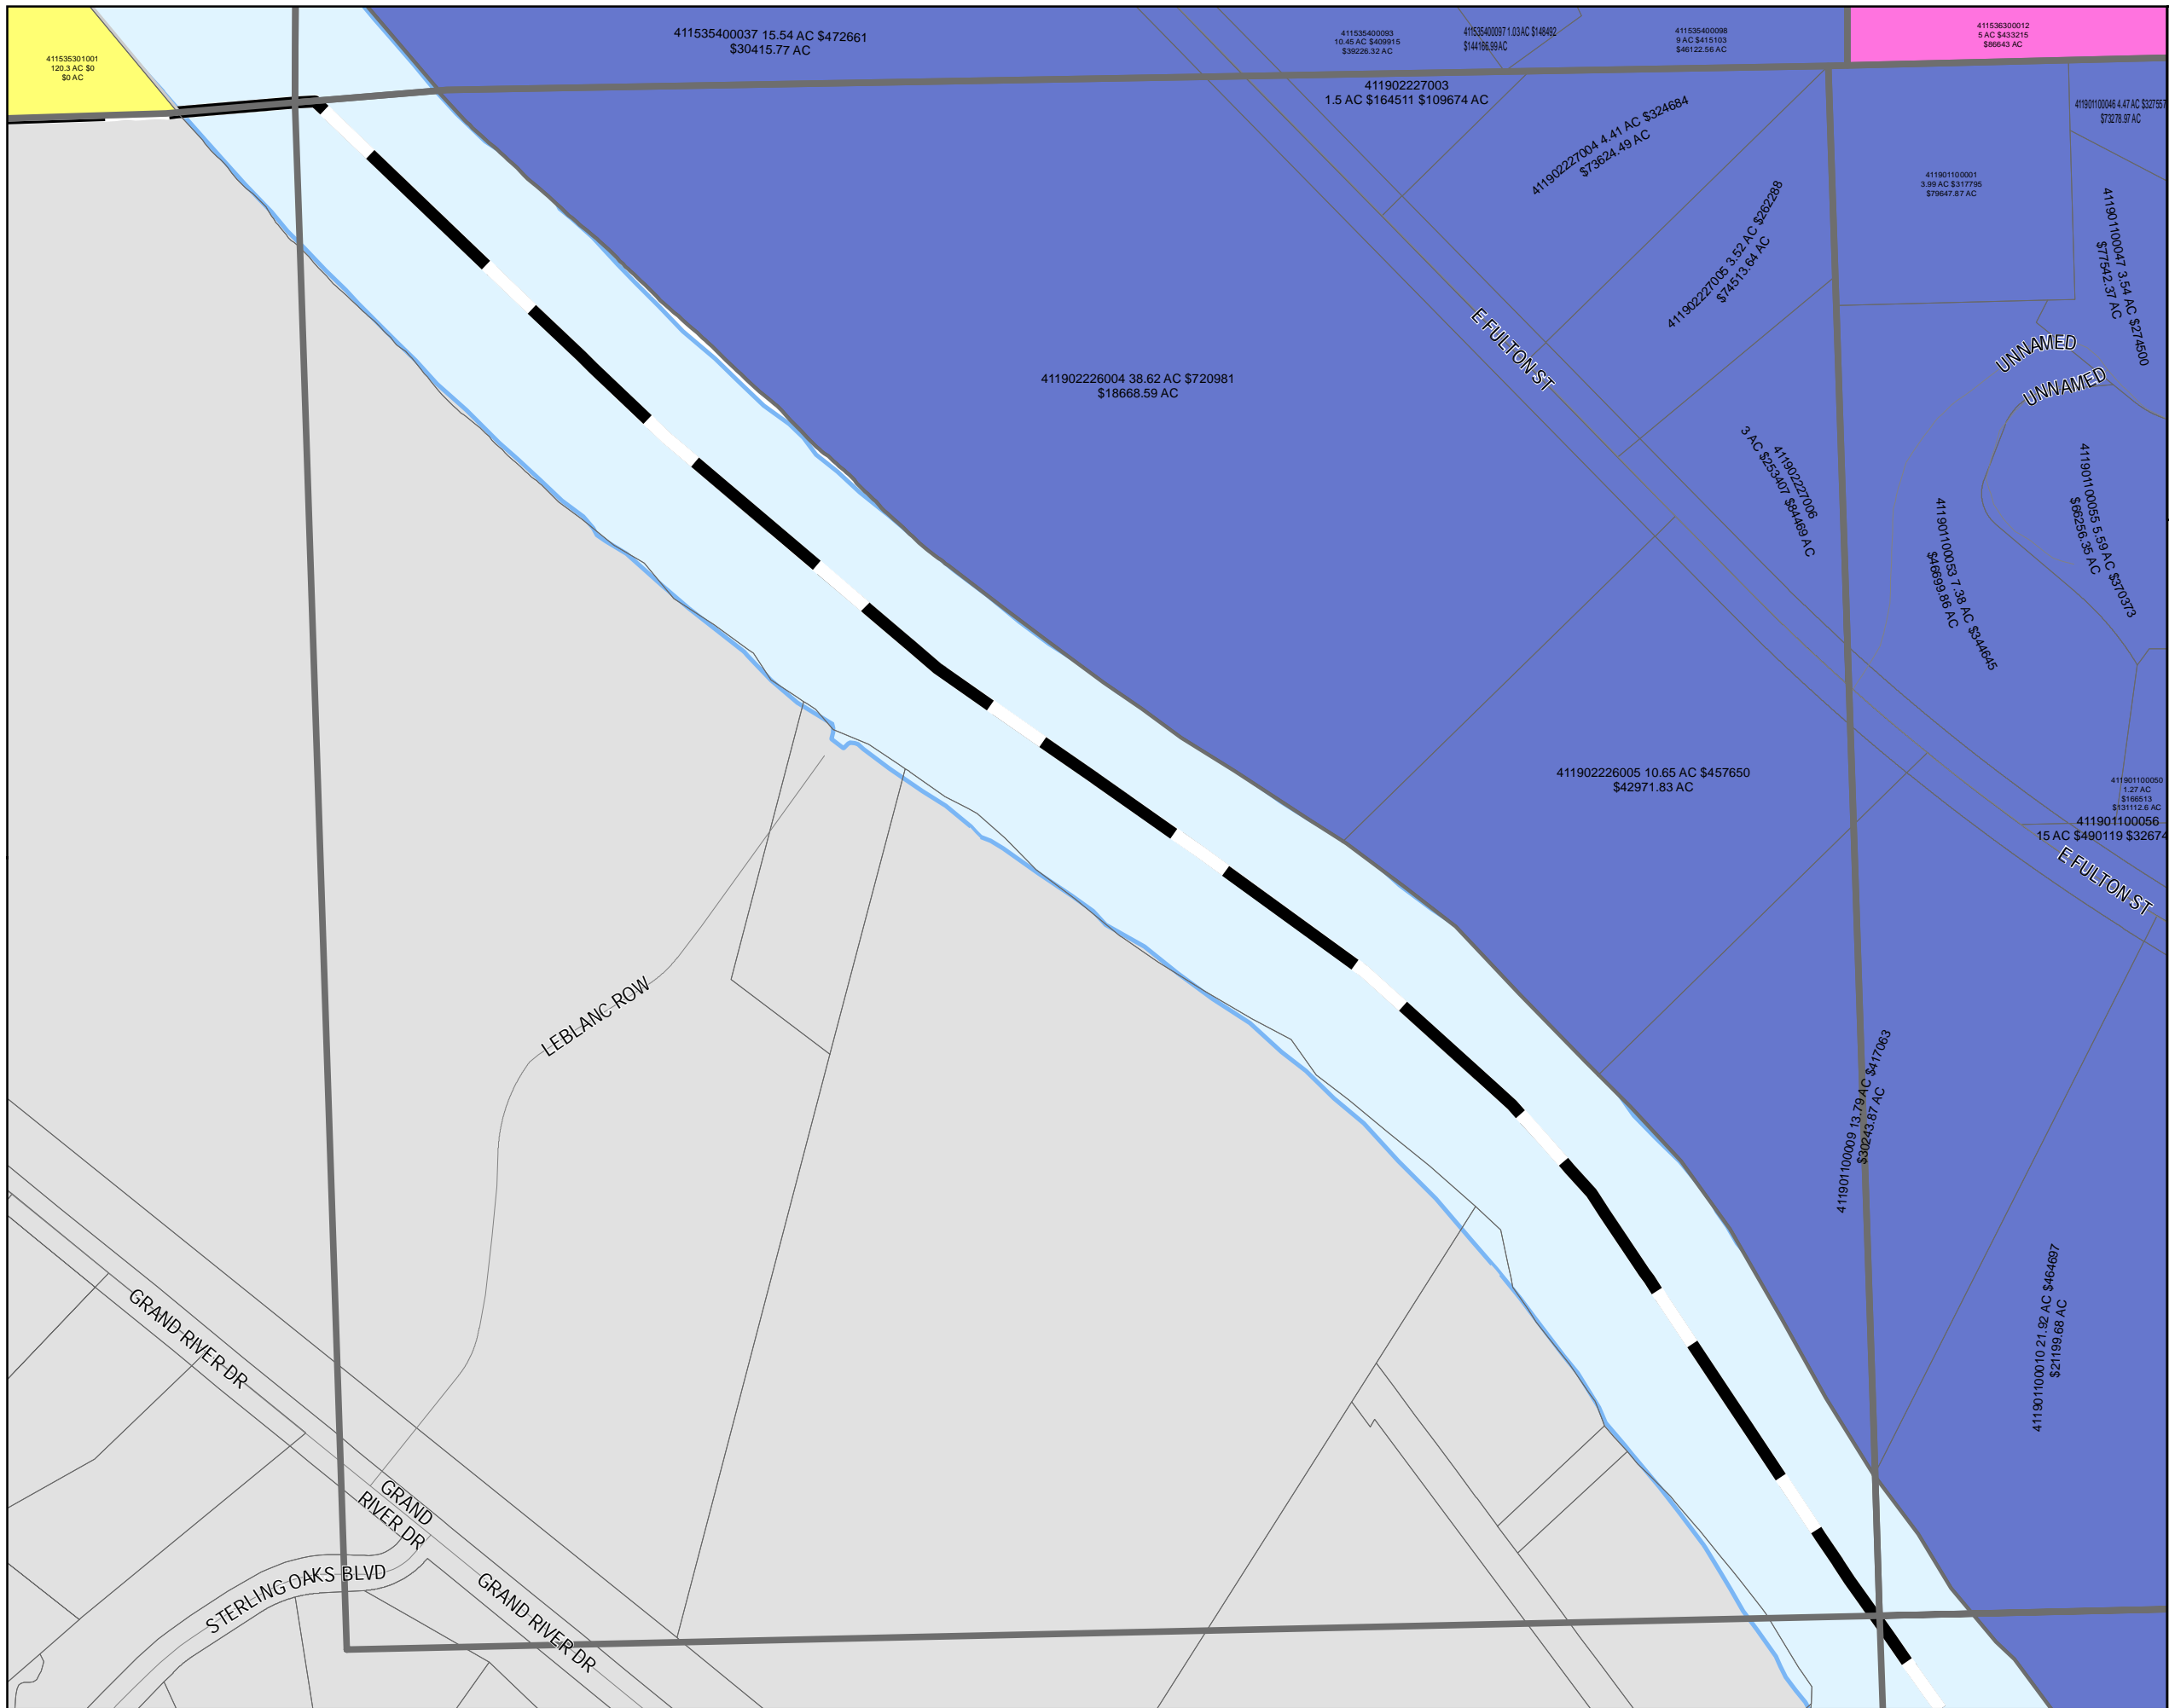 411535301001
120.3 AC $0
$0 AC
411535400037 15.54 AC $472661
$30415.77 AC
411535400093
10.45 AC $409915
$39226.32 AC
411535400097 1.03 AC $148492
$144166.99 AC
411535400098
9 AC $415103
$46122.56 AC
411536300012
5 AC $433215
$86643 AC
411902227003
1.5 AC $164511 $109674 AC
411902227004 4.41 AC $324684
$73624.49 AC
411902227005 3.52 AC $262288
$74513.64 AC
411901100001
3.99 AC $317795
$79647.87 AC
411901100046 4.47 AC $327557
$73278.97 AC
411901100047 3.54 AC $274500
$77542.37 AC
E FULTON ST
UNNAMED
UNNAMED
411902226004 38.62 AC $720981
$18668.59 AC
411902227006
3 AC $253407 $84469 AC
411901100053 7.38 AC $344645
$46699.86 AC
411901100055 5.59 AC $370373
$66256.35 AC
411902226005 10.65 AC $457650
$42971.83 AC
411901100050
1.27 AC
$166513
$131112.6 AC
411901100056
15 AC $490119 $32674
E FULTON ST
LEBLANC ROW
411901100009 13.79 AC $417063
$30243.87 AC
411901100010 21.92 AC $464697
$21199.68 AC
GRAND RIVER DR
GRAND
RIVER DR
STERLING OAKS BLVD
GRAND RIVER DR